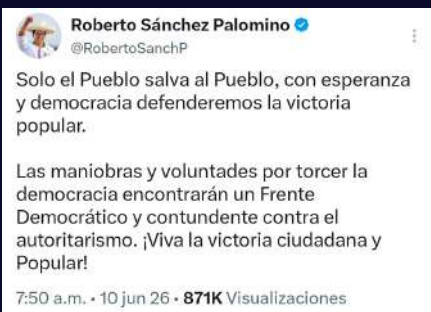 Roberto Sánchez Palomino
@RobertoSanchP
Solo el Pueblo salva al Pueblo, con esperanza
y democracia defenderemos la victoria
popular.
Las maniobras y voluntades por torcer la
democracia encontrarán un Frente
Democrático y contundente contra el
autoritarismo. ¡Viva la victoria ciudadana y
Popular!
7:50 a.m. · 10 jun 26 · 871K Visualizaciones